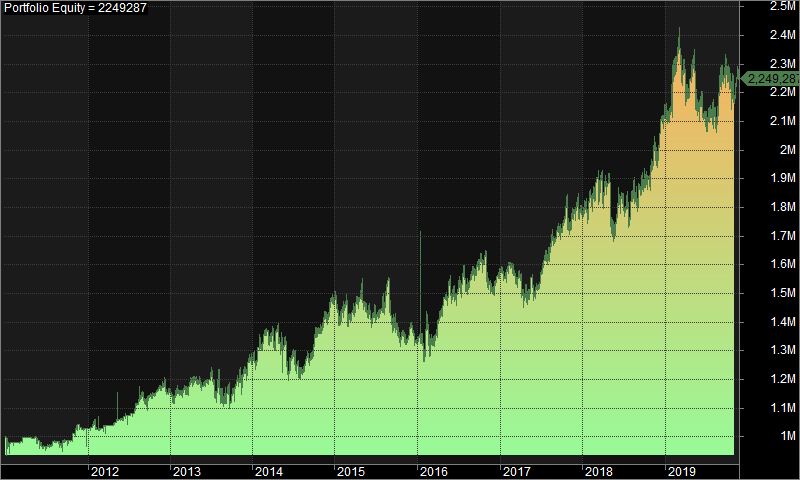 Portfolio Equity = 2249287
2.5M
2.4M
2.3M
2,249,287
2.2M
2.1M
2M
1.9M
1.8M
1.7M
1.6M
1.5M
1.4M
1.3M
1.2M
1.1M
1M
2012 2013 2014 2015 2016 2017 2018 2019